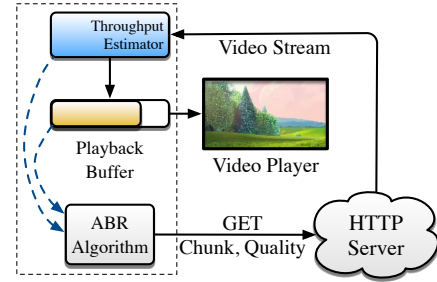 Throughput
Estimator
Video Stream
Playback
Buffer
Video Player
ABR
Algorithm
GET
Chunk, Quality
HTTP
Server